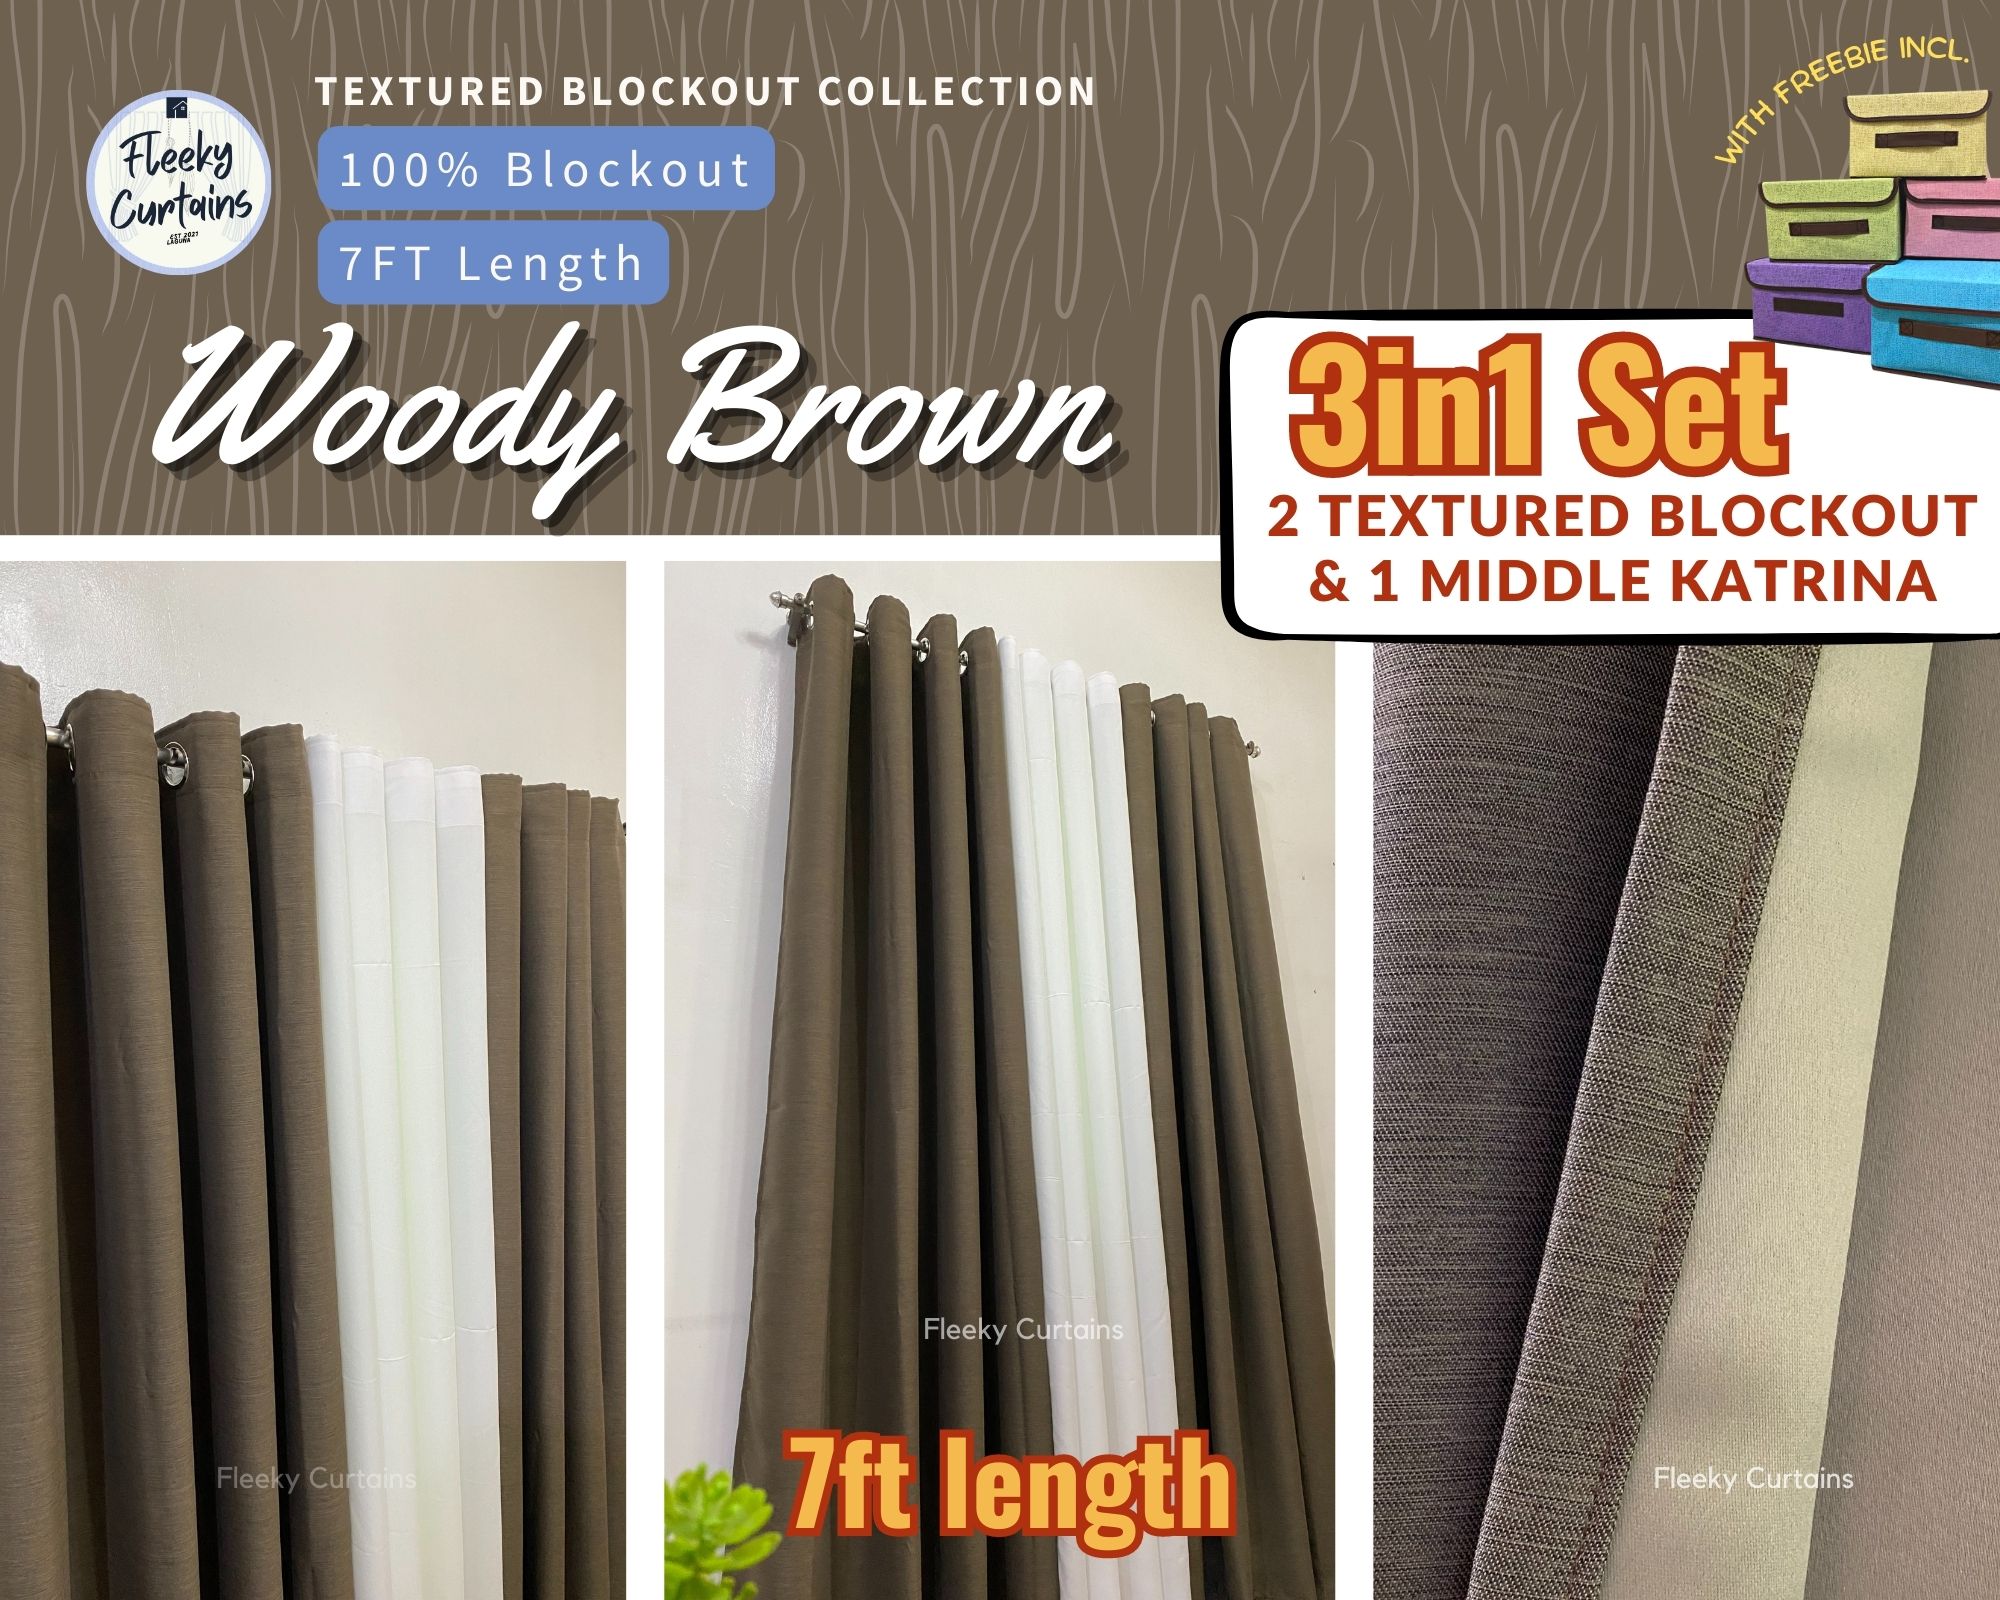 TEXTURED BLOCKOUT COLLECTION
Fleeky
Curtains
EST 2021
LAGUNA
100% Blockout
7FT Length
Woody Brown
WITH FREEBIE INCL.
3in1 Set
2 TEXTURED BLOCKOUT
& 1 MIDDLE KATRINA
Fleeky Curtains
7ft length
Fleeky Curtains
Fleeky Curtains